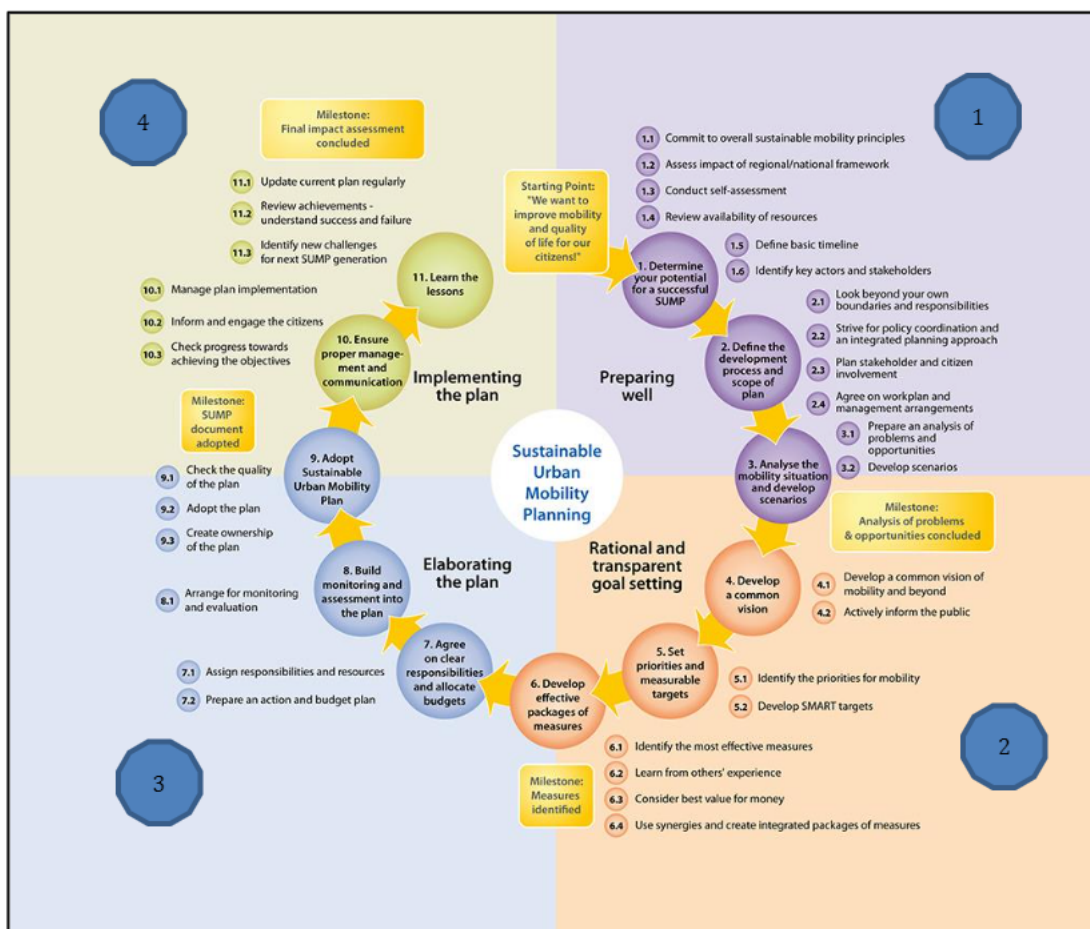 4
1
Milestone:
Final impact assessment
concluded
11.1 Update current plan regularly
11.2 Review achievements -
understand success and failure
11.3 Identify new challenges
for next SUMP generation
11. Learn the
lessons
10.1 Manage plan implementation
10.2 Inform and engage the citizens
10.3 Check progress towards
achieving the objectives
10. Ensure
proper manage-
ment and
communication
Implementing
the plan
Milestone:
SUMP
document
adopted
9. Adopt
Sustainable
Urban Mobility
Plan
9.1 Check the quality
of the plan
9.2 Adopt the plan
9.3 Create ownership
of the plan
Starting Point:
"We want to
improve mobility
and quality
of life for our
citizens!"
1.1 Commit to overall sustainable mobility principles
1.2 Assess impact of regional/national framework
1.3 Conduct self-assessment
1.4 Review availability of resources
1.5 Define basic timeline
1.6 Identify key actors and stakeholders
1. Determine
your potential
for a successful
SUMP
2.1 Look beyond your own
boundaries and responsibilities
2.2 Strive for policy coordination and
an integrated planning approach
2.3 Plan stakeholder and citizen
involvement
2.4 Agree on workplan and
management arrangements
2. Define the
development
process and
scope of
plan
Preparing
well
3.1 Prepare an analysis of
problems and
opportunities
3.2 Develop scenarios
3. Analyse the
mobility situation
and develop
scenarios
Sustainable
Urban
Mobility
Planning
Milestone:
Analysis of problems
& opportunities concluded
Rational and
transparent
goal setting
4. Develop
a common
vision
4.1 Develop a common vision of
mobility and beyond
4.2 Actively inform the public
5. Set
priorities and
measurable
targets
5.1 Identify the priorities for mobility
5.2 Develop SMART targets
6. Develop
effective
packages of
measures
Milestone:
Measures
identified
6.1 Identify the most effective measures
6.2 Learn from others' experience
6.3 Consider best value for money
6.4 Use synergies and create integrated packages of measures
2
Elaborating
the plan
8. Build
monitoring and
assessment into
the plan
8.1 Arrange for monitoring
and evaluation
7. Agree
on clear
responsibilities
and allocate
budgets
7.1 Assign responsibilities and resources
7.2 Prepare an action and budget plan
3